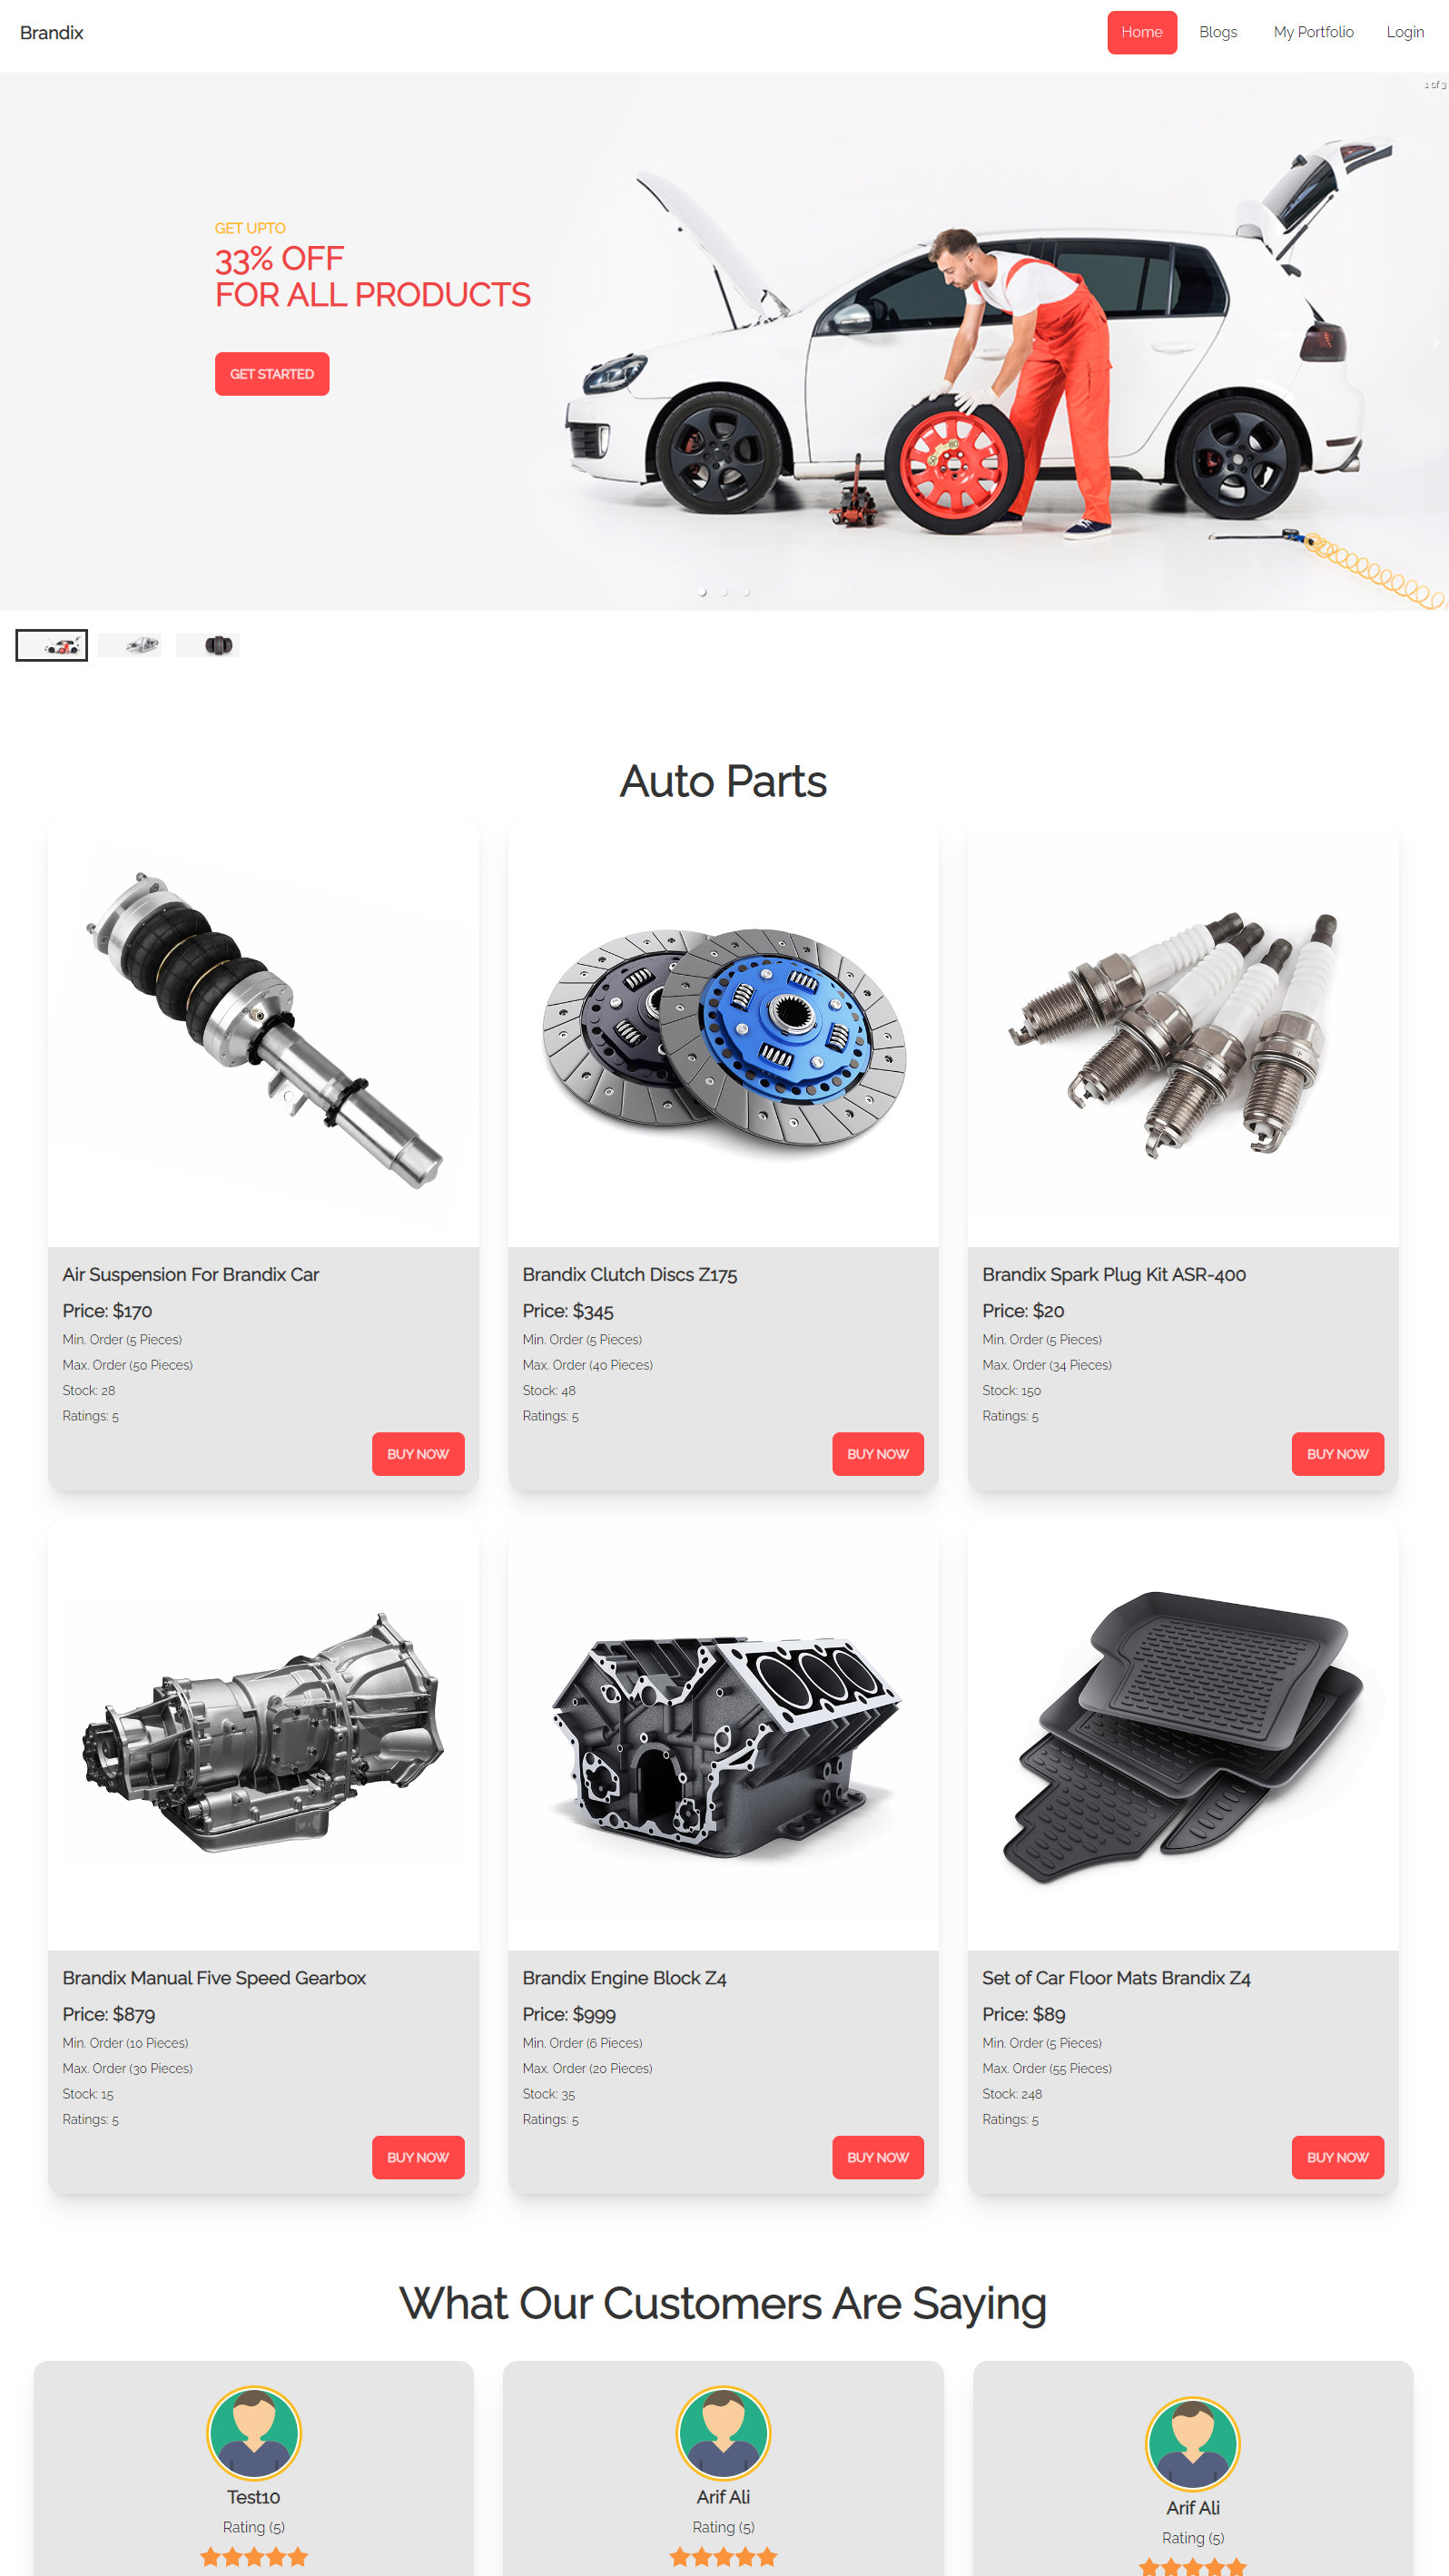 Brandix
Home
Blogs
My Portfolio
Login
1 of 3
GET UPTO
33% OFF
FOR ALL PRODUCTS
GET STARTED
Auto Parts
Air Suspension For Brandix Car
Price: $170
Min. Order (5 Pieces)
Max. Order (50 Pieces)
Stock: 28
Ratings: 5
BUY NOW
Brandix Clutch Discs Z175
Price: $345
Min. Order (5 Pieces)
Max. Order (40 Pieces)
Stock: 48
Ratings: 5
BUY NOW
Brandix Spark Plug Kit ASR-400
Price: $20
Min. Order (5 Pieces)
Max. Order (34 Pieces)
Stock: 150
Ratings: 5
BUY NOW
Brandix Manual Five Speed Gearbox
Price: $879
Min. Order (10 Pieces)
Max. Order (30 Pieces)
Stock: 15
Ratings: 5
BUY NOW
Brandix Engine Block Z4
Price: $999
Min. Order (6 Pieces)
Max. Order (20 Pieces)
Stock: 35
Ratings: 5
BUY NOW
Set of Car Floor Mats Brandix Z4
Price: $89
Min. Order (5 Pieces)
Max. Order (55 Pieces)
Stock: 248
Ratings: 5
BUY NOW
What Our Customers Are Saying
Test10
Rating (5)
Arif Ali
Rating (5)
Arif Ali
Rating (5)